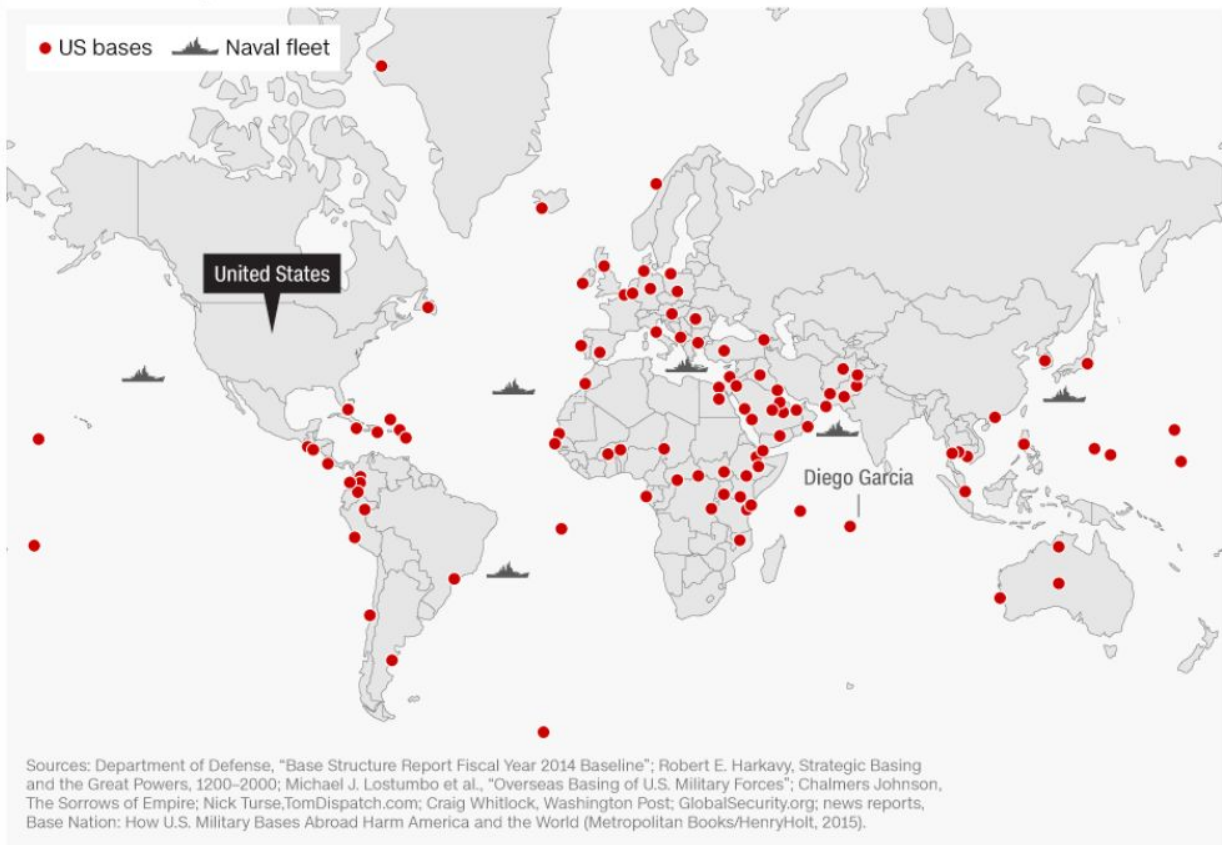 US bases Naval fleet
United States
Diego Garcia
Sources: Department of Defense, “Base Structure Report Fiscal Year 2014 Baseline”; Robert E. Harkavy, Strategic Basing
and the Great Powers, 1200–2000; Michael J. Lostumbo et al., “Overseas Basing of U.S. Military Forces”; Chalmers Johnson,
The Sorrows of Empire; Nick Turse,TomDispatch.com; Craig Whitlock, Washington Post; GlobalSecurity.org; news reports,
Base Nation: How U.S. Military Bases Abroad Harm America and the World (Metropolitan Books/HenryHolt, 2015).